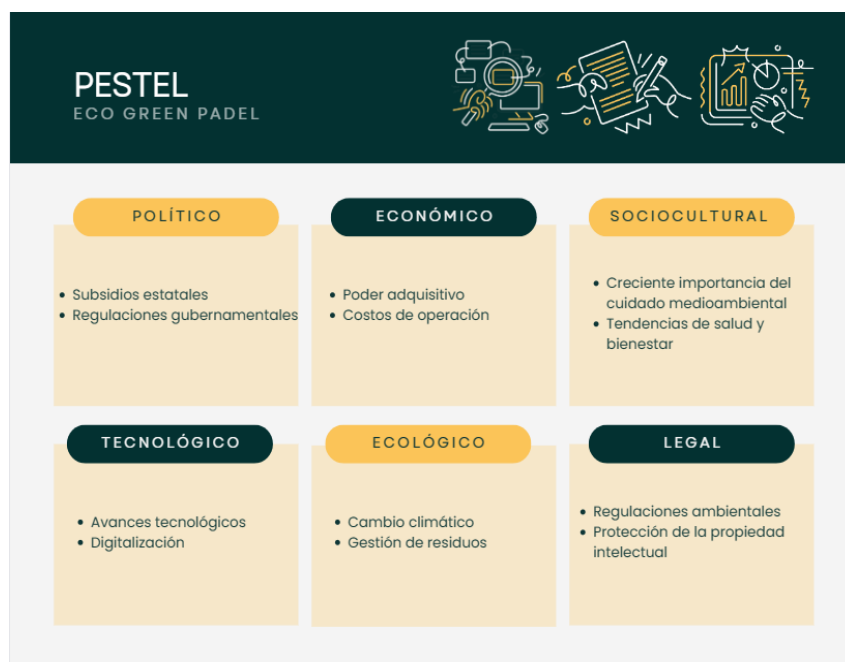 PESTEL
ECO GREEN PADEL
POLÍTICO
• Subsidios estatales
• Regulaciones gubernamentales
ECONÓMICO
• Poder adquisitivo
• Costos de operación
SOCIOCULTURAL
• Creciente importancia del
cuidado medioambiental
• Tendencias de salud y
bienestar
TECNOLÓGICO
• Avances tecnológicos
• Digitalización
ECOLÓGICO
• Cambio climático
• Gestión de residuos
LEGAL
• Regulaciones ambientales
• Protección de la propiedad
intelectual